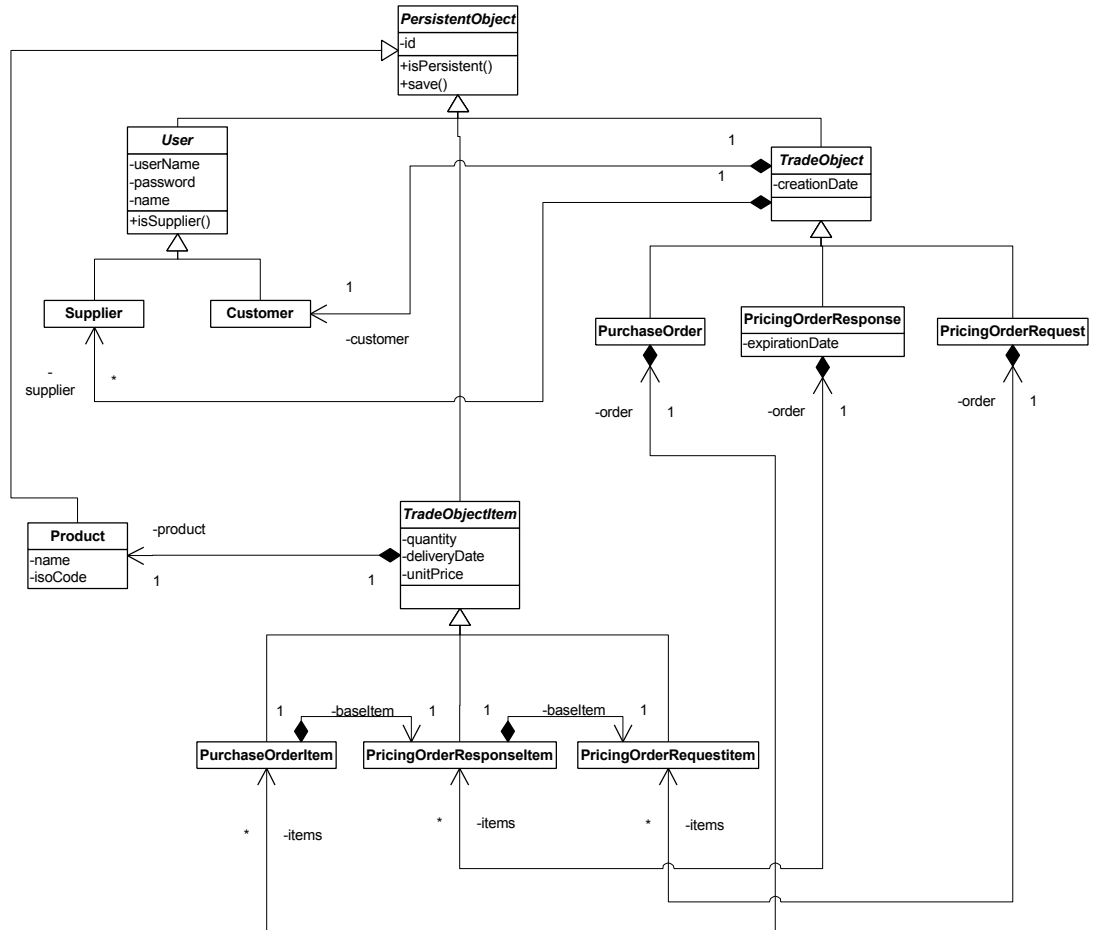 PersistentObject
-id
+isPersistent()
+save()
User
-userName
-password
-name
+isSupplier()
1
1
TradeObject
-creationDate
Supplier
Customer
1
-customer
-
supplier
*
PurchaseOrder
PricingOrderResponse
-expirationDate
PricingOrderRequest
-order
1
-order
1
-order
1
Product
-name
-isoCode
-product
1
1
TradeObjectItem
-quantity
-deliveryDate
-unitPrice
1
-baseItem
1
1
-baseItem
1
PurchaseOrderItem
PricingOrderResponseItem
PricingOrderRequestitem
*
-items
*
-items
*
-items